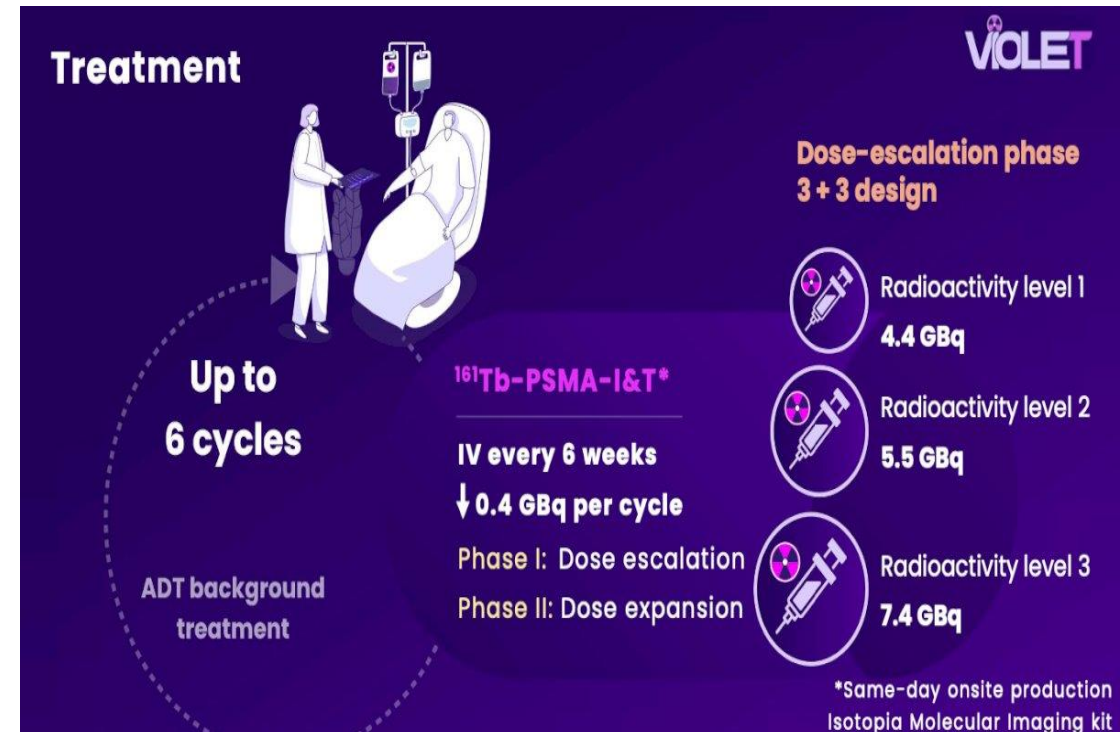 Treatment
VIOLET
Dose-escalation phase
3 + 3 design
Radioactivity level 1
4.4 GBq
Up to
6 cycles
¹⁶¹Tb-PSMA-I&T*
IV every 6 weeks
↓ 0.4 GBq per cycle
Phase I: Dose escalation
Phase II: Dose expansion
Radioactivity level 2
5.5 GBq
ADT background
treatment
Radioactivity level 3
7.4 GBq
*Same-day onsite production
Isotopia Molecular Imaging kit